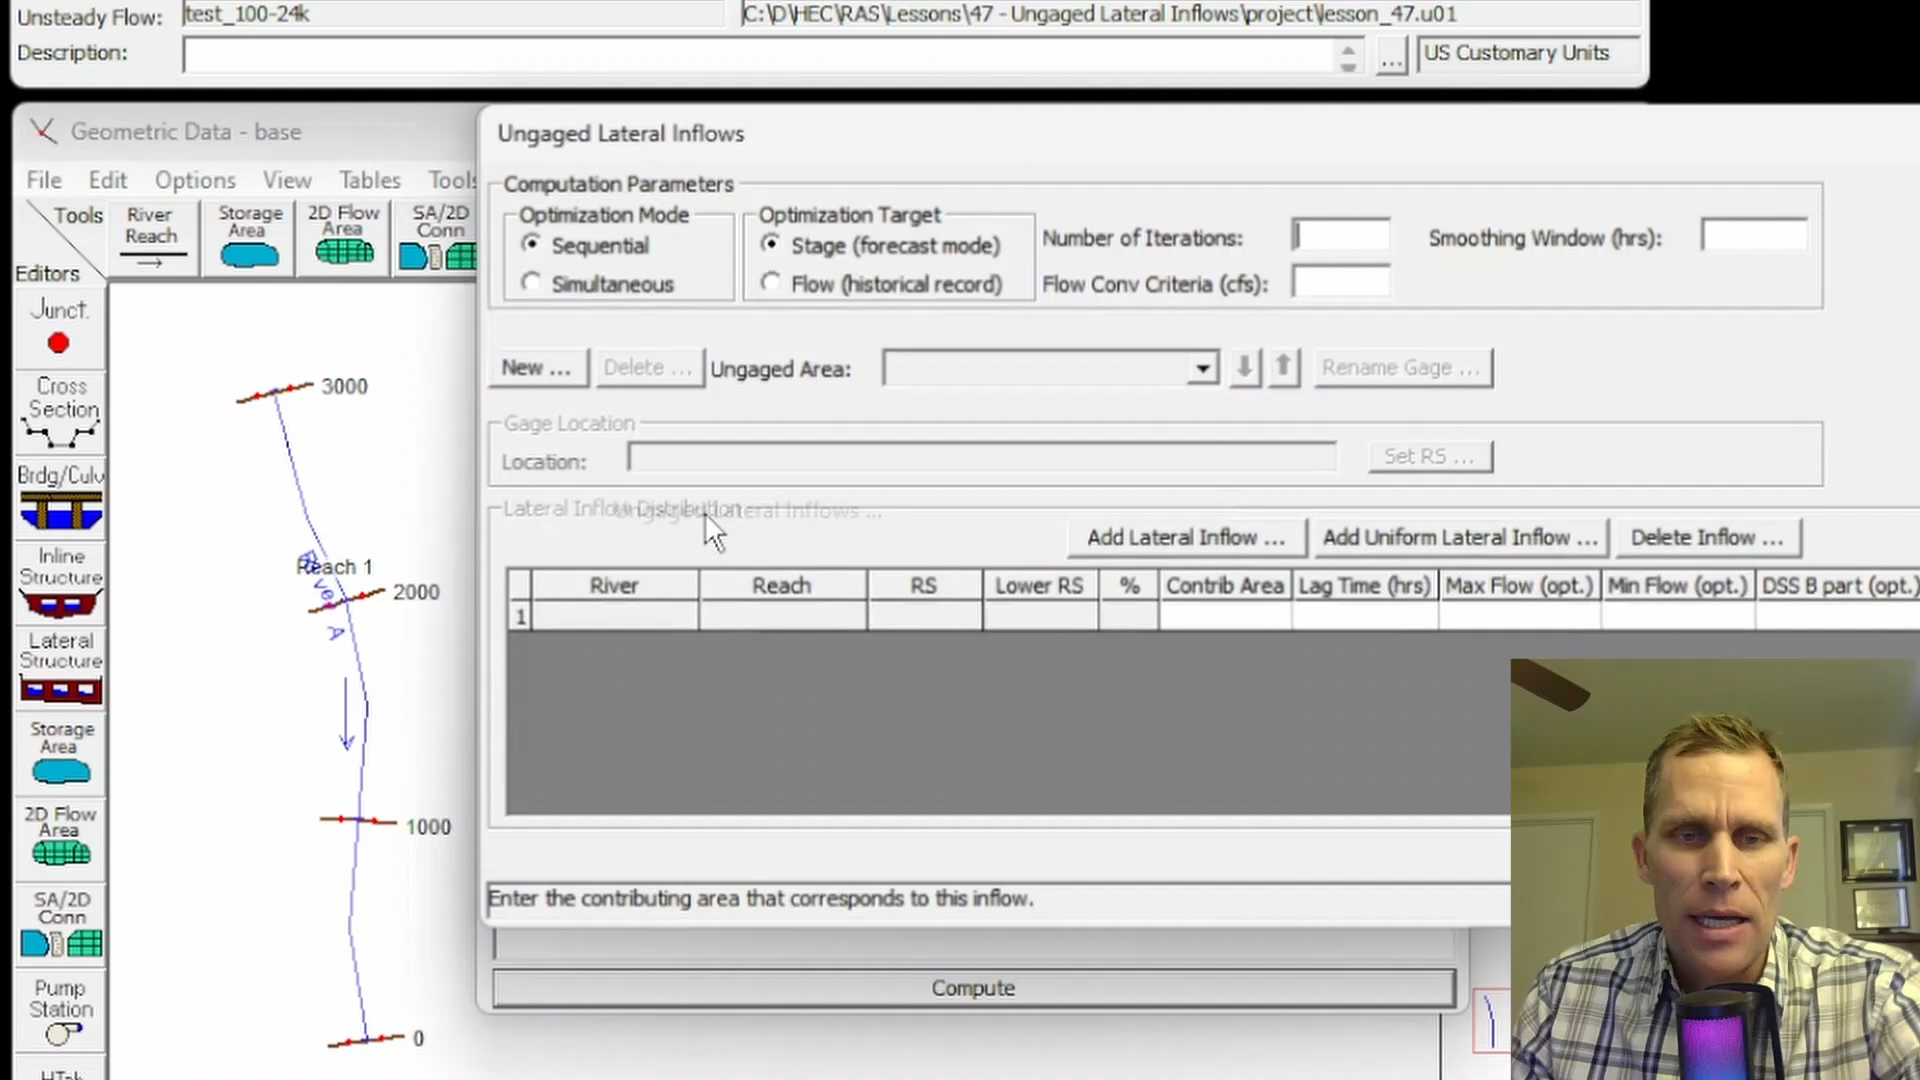 Unsteady Flow: test_100-24k C:\D\HEC\RAS\Lessons\47 - Ungaged Lateral Inflows\project\lesson_47.u01
Description: ... US Customary Units
Geometric Data - base
File Edit Options View Tables Tools
Tools
Editors
River Reach
Storage Area
2D Flow Area
SA/2D Conn
Junct.
Cross Section
Brdg/Culv
Inline Structure
Lateral Structure
Storage Area
2D Flow Area
SA/2D Conn
Pump Station
HTab
3000
Reach 1
2000
1000
0
Ungaged Lateral Inflows
Computation Parameters
Optimization Mode
Sequential
Simultaneous
Optimization Target
Stage (forecast mode)
Flow (historical record)
Number of Iterations:
Smoothing Window (hrs):
Flow Conv Criteria (cfs):
New ... Delete ... Ungaged Area: Rename Gage ...
Gage Location
Location: Set RS ...
Lateral Inflow Distribution
Ungaged Lateral Inflows ...
Add Lateral Inflow ... Add Uniform Lateral Inflow ... Delete Inflow ...
River Reach RS Lower RS % Contrib Area Lag Time (hrs) Max Flow (opt.) Min Flow (opt.) DSS B part (opt.)
1
Enter the contributing area that corresponds to this inflow.
Compute